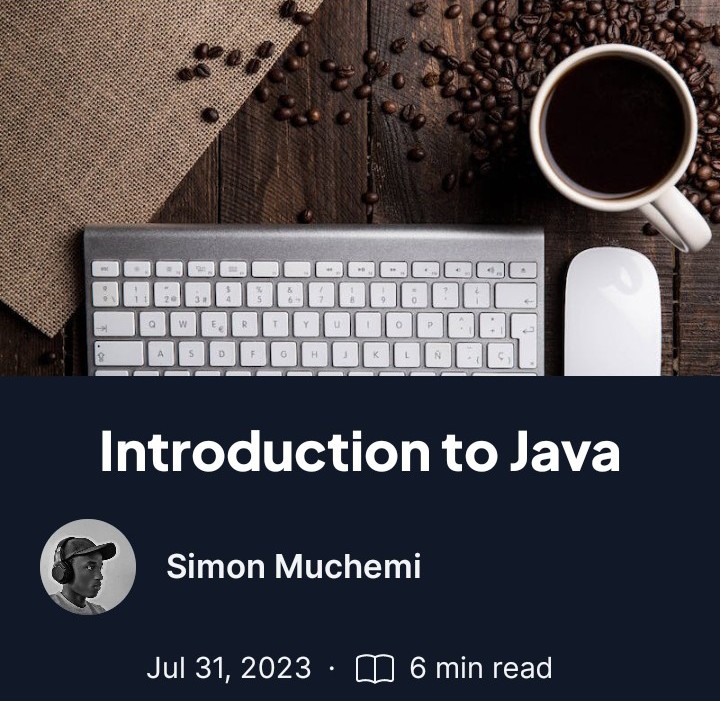 Q W E R T Y U I O P
A S D F G H J K L Ñ Ç
Introduction to Java
Simon Muchemi
Jul 31, 2023 · 6 min read